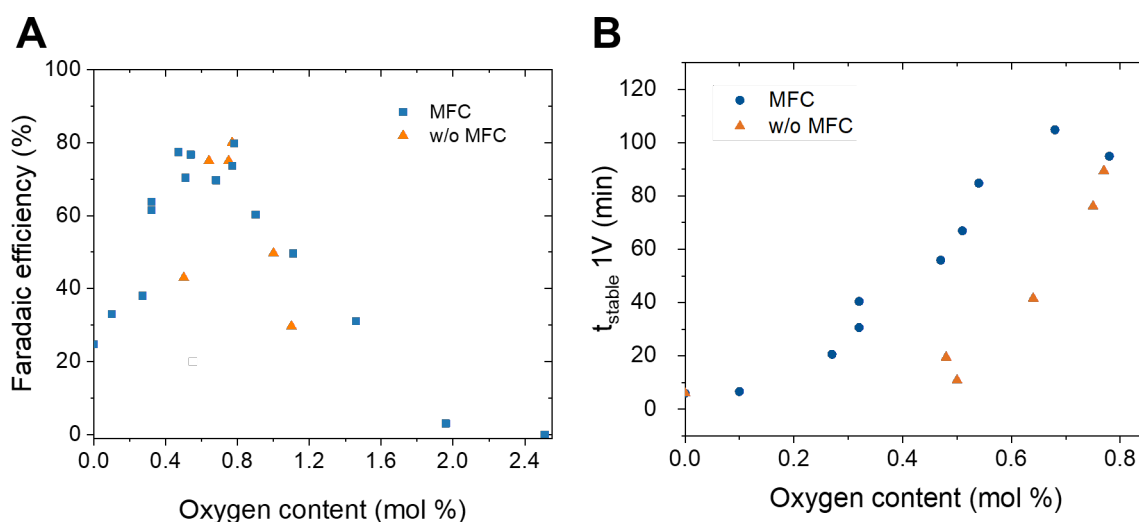 A
Faradaic efficiency (%)
100
80
60
40
20
0
MFC
w/o MFC
0.0 0.4 0.8 1.2 1.6 2.0 2.4
Oxygen content (mol %)
B
t_stable 1V (min)
120
100
80
60
40
20
0
MFC
w/o MFC
0.0 0.2 0.4 0.6 0.8
Oxygen content (mol %)